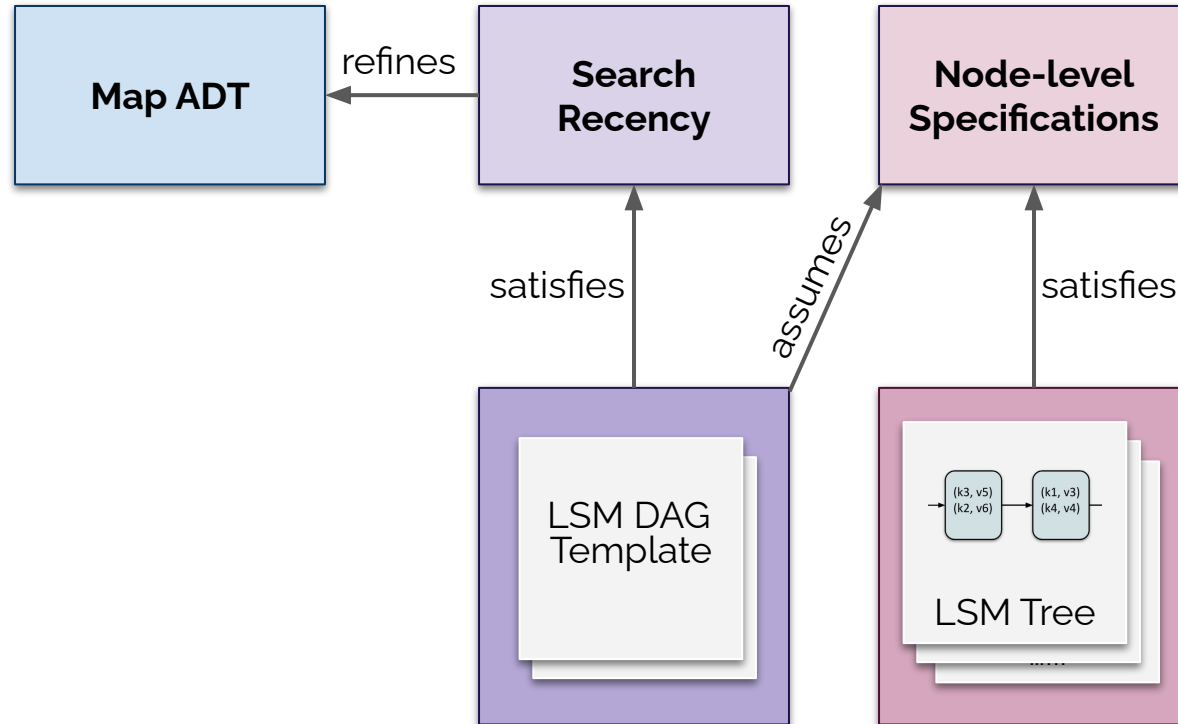 Map ADT
refines
Search
Recency
Node-level
Specifications
satisfies
assumes
satisfies
LSM DAG
Template
(k3, v5)
(k2, v6)
(k1, v3)
(k4, v4)
LSM Tree